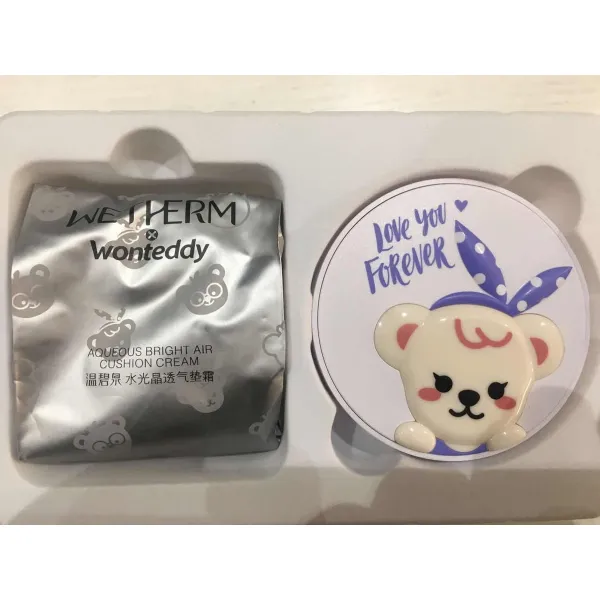 WETHERM
×
Wonteddy
AQUEOUS BRIGHT AIR
CUSHION CREAM
温碧泉 水光晶透气垫霜
LOVE YOU
FOREVER